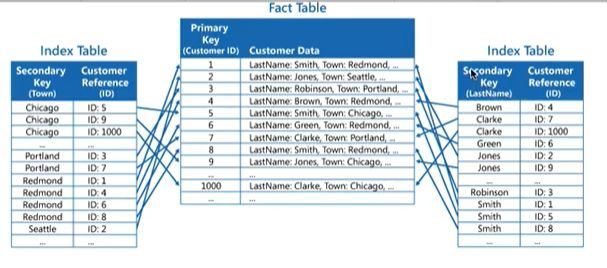 Fact Table
Primary
Key
(Customer ID) Customer Data
1 LastName: Smith, Town: Redmond, ...
2 LastName: Jones, Town: Seattle, ...
3 LastName: Robinson, Town: Portland, ...
4 LastName: Brown, Town: Redmond, ...
5 LastName: Smith, Town: Chicago, ...
6 LastName: Green, Town: Redmond, ...
7 LastName: Clarke, Town: Portland, ...
8 LastName: Smith, Town: Redmond, ...
9 LastName: Jones, Town: Chicago, ...
... ...
1000 LastName: Clarke, Town: Chicago, ...
... ...
Index Table
Secondary Customer
Key Reference
(Town) (ID)
Chicago ID: 5
Chicago ID: 9
Chicago ID: 1000
... ...
Portland ID: 3
Portland ID: 7
Redmond ID: 1
Redmond ID: 4
Redmond ID: 6
Redmond ID: 8
Seattle ID: 2
... ...
Index Table
Secondary Customer
Key Reference
(LastName) (ID)
Brown ID: 4
Clarke ID: 7
Clarke ID: 1000
Green ID: 6
Jones ID: 2
Jones ID: 9
... ...
Robinson ID: 3
Smith ID: 1
Smith ID: 5
Smith ID: 8
... ...